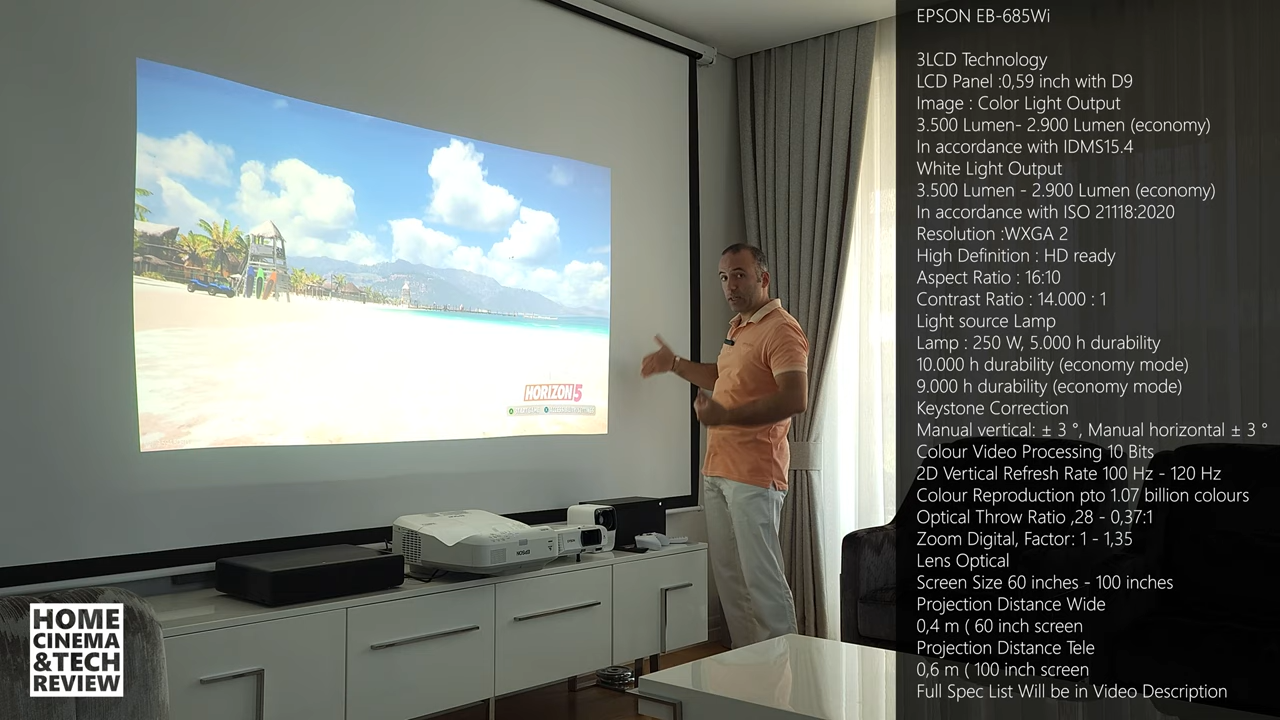 EPSON EB-685Wi
3LCD Technology
LCD Panel :0,59 inch with D9
Image : Color Light Output
3.500 Lumen- 2.900 Lumen (economy)
In accordance with IDMS15.4
White Light Output
3.500 Lumen - 2.900 Lumen (economy)
In accordance with ISO 21118:2020
Resolution :WXGA 2
High Definition : HD ready
Aspect Ratio : 16:10
Contrast Ratio : 14.000 : 1
Light source Lamp
Lamp : 250 W, 5.000 h durability
10.000 h durability (economy mode)
9.000 h durability (economy mode)
Keystone Correction
Manual vertical: ± 3 °, Manual horizontal ± 3 °
Colour Video Processing 10 Bits
2D Vertical Refresh Rate 100 Hz - 120 Hz
Colour Reproduction pto 1.07 billion colours
Optical Throw Ratio ,28 - 0,37:1
Zoom Digital, Factor: 1 - 1,35
Lens Optical
Screen Size 60 inches - 100 inches
Projection Distance Wide
0,4 m ( 60 inch screen
Projection Distance Tele
0,6 m ( 100 inch screen
Full Spec List Will be in Video Description
HORIZON 5
EPSON
HOME
CINEMA
&TECH
REVIEW